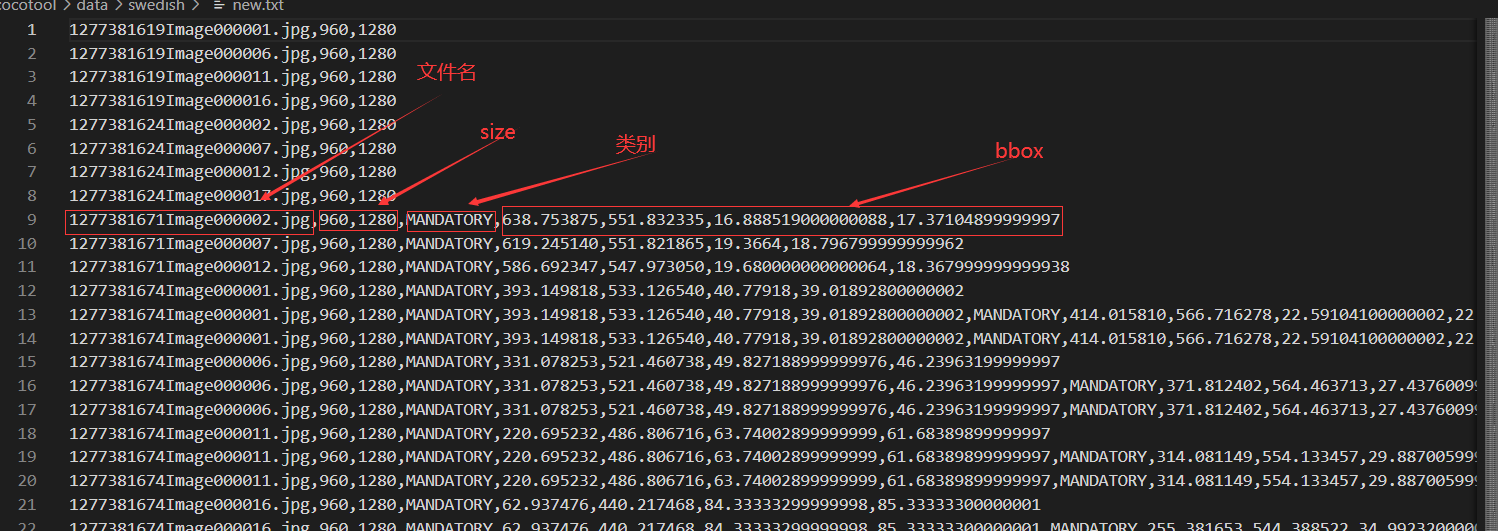 cocotool > data > swedish > new.txt
1 1277381619Image000001.jpg,960,1280
2 1277381619Image000006.jpg,960,1280
3 1277381619Image000011.jpg,960,1280
文件名
4 1277381619Image000016.jpg,960,1280
5 1277381624Image000002.jpg,960,1280
size
6 1277381624Image000007.jpg,960,1280
类别
bbox
7 1277381624Image000012.jpg,960,1280
8 1277381624Image000017.jpg,960,1280
9 1277381671Image000002.jpg,960,1280,MANDATORY,638.753875,551.832335,16.888519000000088,17.37104899999997
10 1277381671Image000007.jpg,960,1280,MANDATORY,619.245140,551.821865,19.3664,18.796799999999962
11 1277381671Image000012.jpg,960,1280,MANDATORY,586.692347,547.973050,19.680000000000064,18.367999999999938
12 1277381674Image000001.jpg,960,1280,MANDATORY,393.149818,533.126540,40.77918,39.01892800000002
13 1277381674Image000001.jpg,960,1280,MANDATORY,393.149818,533.126540,40.77918,39.01892800000002,MANDATORY,414.015810,566.716278,22.59104100000002,22
14 1277381674Image000001.jpg,960,1280,MANDATORY,393.149818,533.126540,40.77918,39.01892800000002,MANDATORY,414.015810,566.716278,22.59104100000002,22
15 1277381674Image000006.jpg,960,1280,MANDATORY,331.078253,521.460738,49.827188999999976,46.23963199999997
16 1277381674Image000006.jpg,960,1280,MANDATORY,331.078253,521.460738,49.827188999999976,46.23963199999997,MANDATORY,371.812402,564.463713,27.43760099
17 1277381674Image000006.jpg,960,1280,MANDATORY,331.078253,521.460738,49.827188999999976,46.23963199999997,MANDATORY,371.812402,564.463713,27.43760099
18 1277381674Image000011.jpg,960,1280,MANDATORY,220.695232,486.806716,63.74002899999999,61.68389899999997
19 1277381674Image000011.jpg,960,1280,MANDATORY,220.695232,486.806716,63.74002899999999,61.68389899999997,MANDATORY,314.081149,554.133457,29.88700599
20 1277381674Image000011.jpg,960,1280,MANDATORY,220.695232,486.806716,63.74002899999999,61.68389899999997,MANDATORY,314.081149,554.133457,29.88700599
21 1277381674Image000016.jpg,960,1280,MANDATORY,62.937476,440.217468,84.33333299999998,85.33333300000001
22 1277381674Image000016.jpg,960,1280,MANDATORY,62.937476,440.217468,84.33333299999998,85.33333300000001,MANDATORY,255.381653,544.388522,34.9923200000